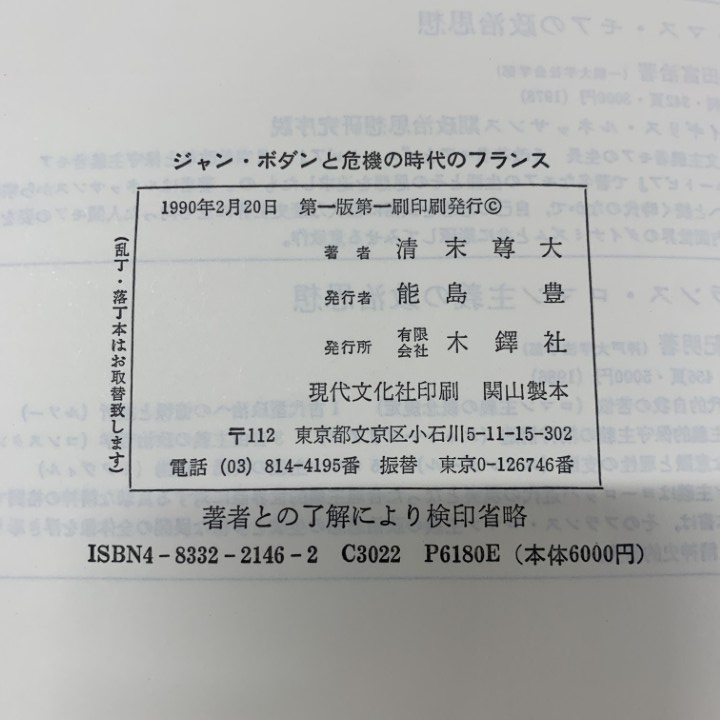 ジャン・ボダンと危機の時代のフランス
1990年2月20日　第一版第一刷印刷発行©
著者　清末尊大
発行者　能島豊
発行所　有限会社　木鐸社
現代文化社印刷　関山製本
〒112　東京都文京区小石川5-11-15-302
電話 (03) 814-4195番　振替　東京0-126746番
(乱丁・落丁本はお取替致します)
著者との了解により検印省略
ISBN4-8332-2146-2　C3022　P6180E（本体6000円）